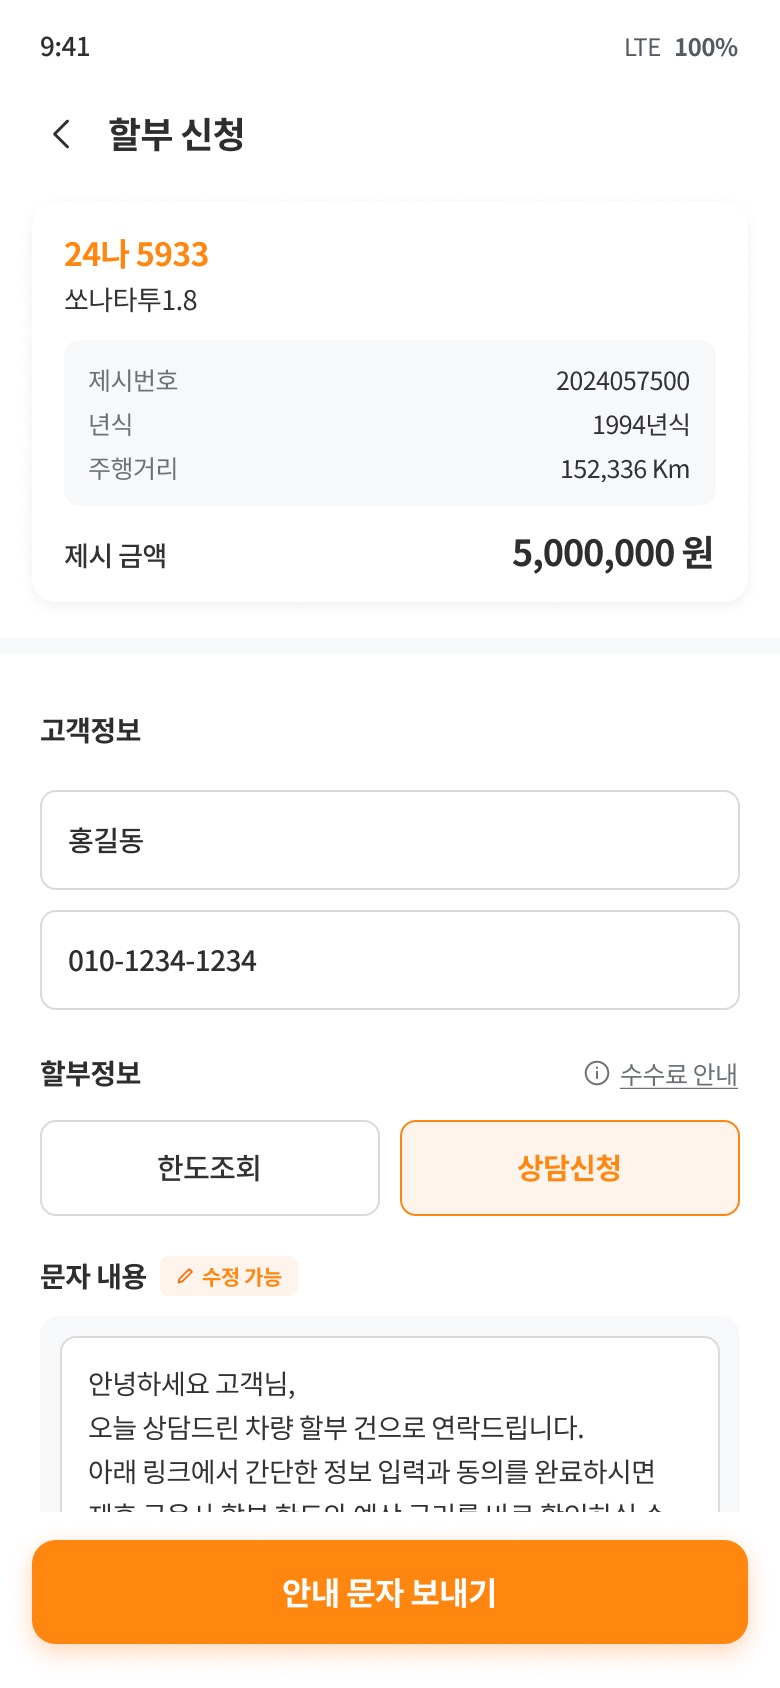 9:41
LTE 100%
할부 신청
24나 5933
쏘나타투1.8
제시번호 2024057500
년식 1994년식
주행거리 152,336 Km
제시 금액 5,000,000 원
고객정보
홍길동
010-1234-1234
할부정보
수수료 안내
한도조회 상담신청
문자 내용 수정 가능
안녕하세요 고객님,
오늘 상담드린 차량 할부 건으로 연락드립니다.
아래 링크에서 간단한 정보 입력과 동의를 완료하시면
안내 문자 보내기